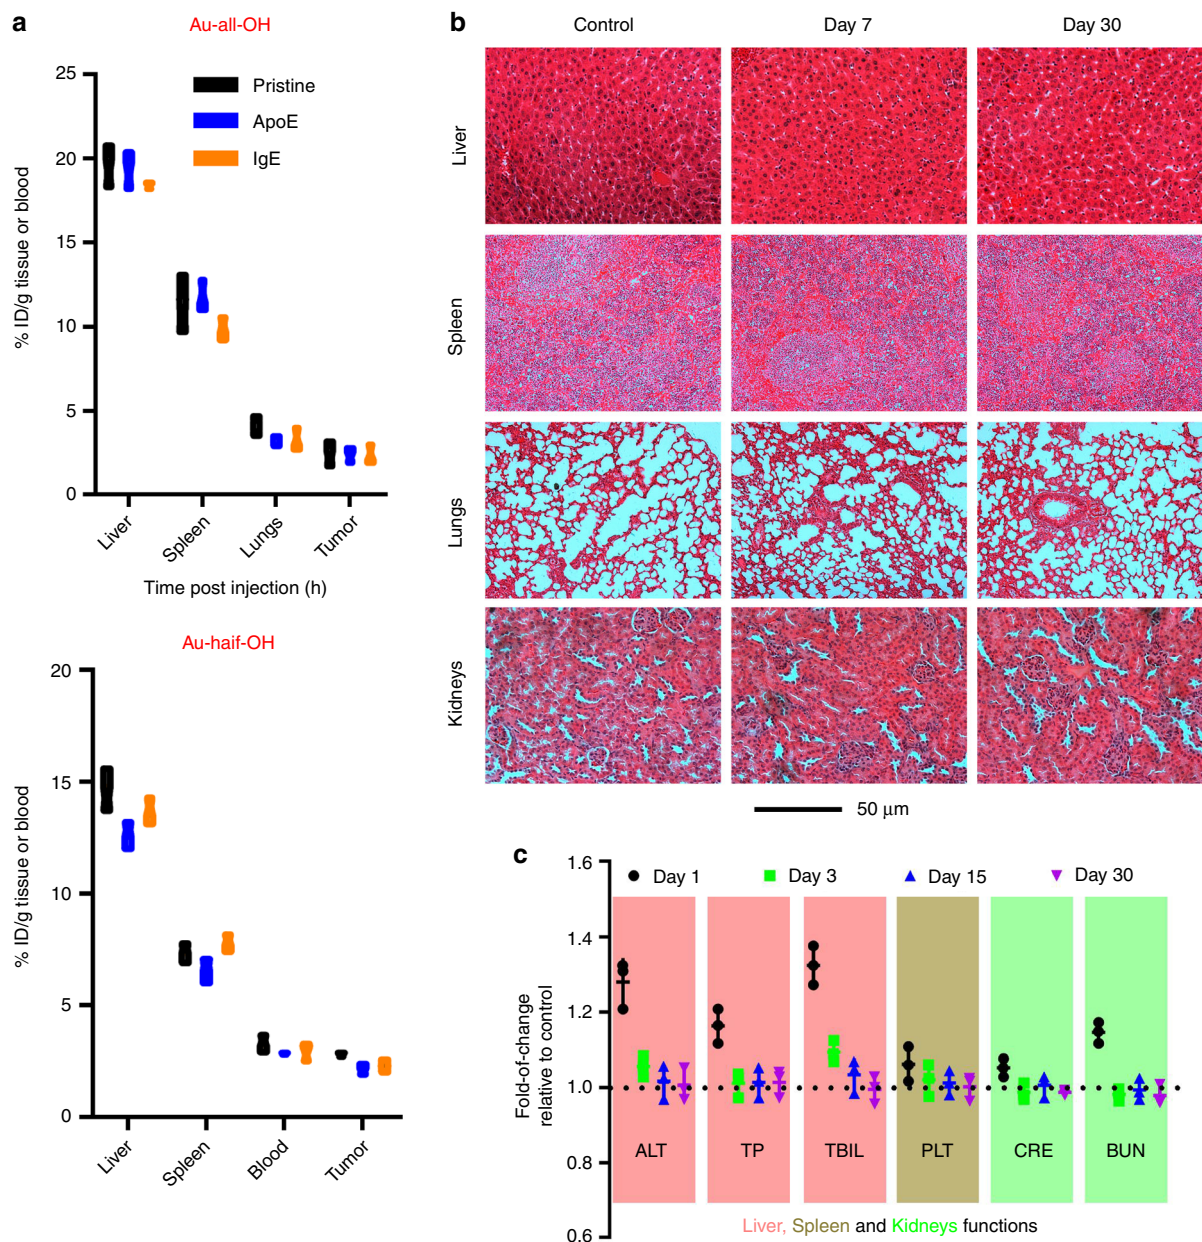 a
Au-all-OH
25
20
15
10
5
0
% ID/g tissue or blood
Pristine
ApoE
IgE
Liver
Spleen
Lungs
Tumor
Time post injection (h)
Au-haif-OH
20
15
10
5
0
% ID/g tissue or blood
Liver
Spleen
Blood
Tumor
b
Control
Day 7
Day 30
Liver
Spleen
Lungs
Kidneys
50 μm
c
1.6
1.4
1.2
1.0
0.8
0.6
Fold-of-change
relative to control
Day 1
Day 3
Day 15
Day 30
ALT
TP
TBIL
PLT
CRE
BUN
Liver, Spleen and Kidneys functions